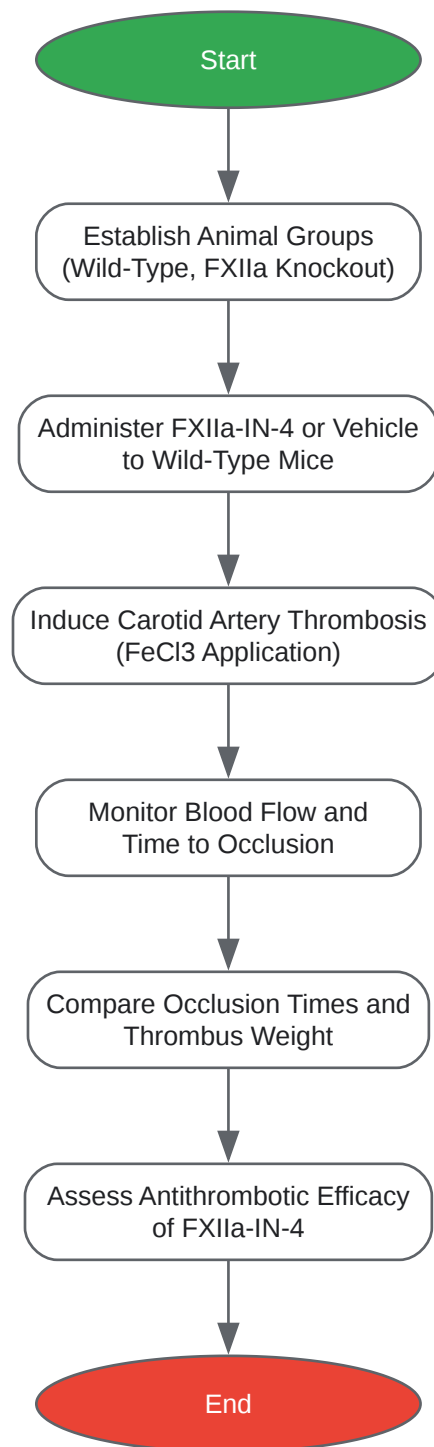 Start
Establish Animal Groups
(Wild-Type, FXIIa Knockout)
Administer FXIIa-IN-4 or Vehicle
to Wild-Type Mice
Induce Carotid Artery Thrombosis
(FeCl3 Application)
Monitor Blood Flow and
Time to Occlusion
Compare Occlusion Times and
Thrombus Weight
Assess Antithrombotic Efficacy
of FXIIa-IN-4
End